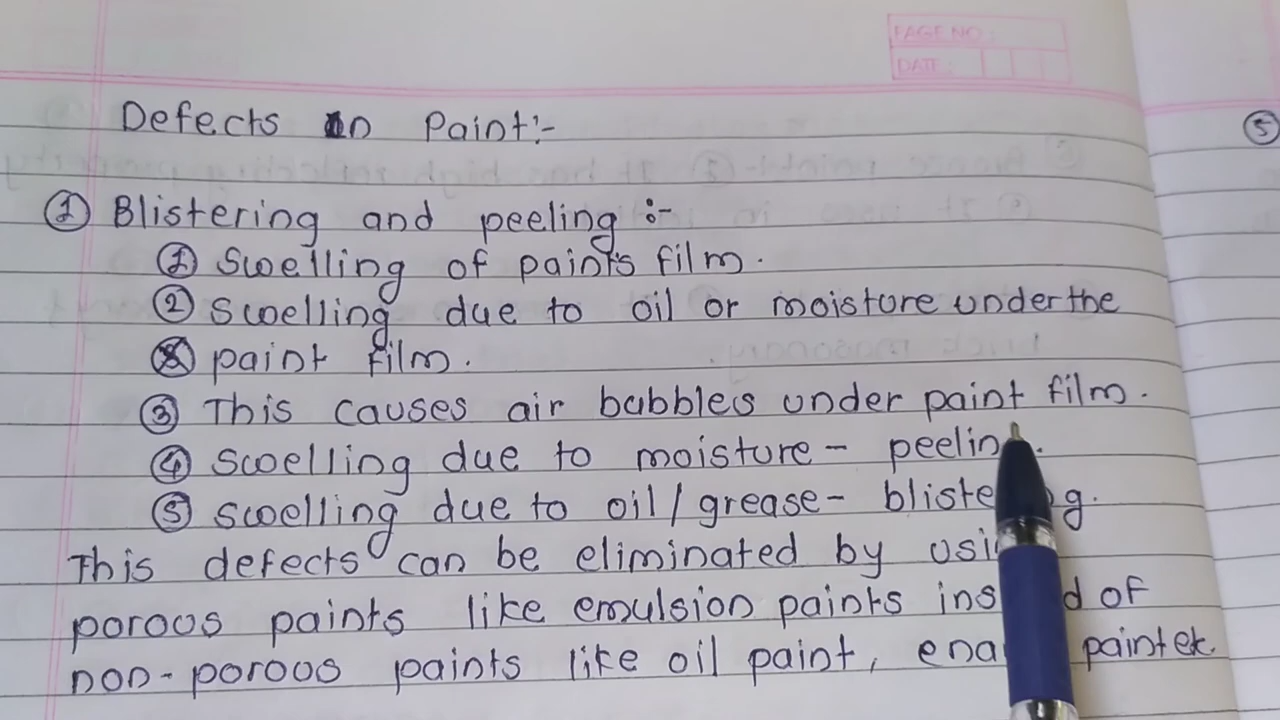 PAGE NO :
DATE :
Defects in Paint:-
5
1 Blistering and peeling :-
1 Swelling of paints film.
2 Swelling due to oil or moisture under the
paint film.
3 This causes air bubbles under paint film.
4 Swelling due to moisture - peelin.
5 Swelling due to oil/grease - bliste g.
This defects can be eliminated by usi
porous paints like emulsion paints ins d of
non-porous paints like oil paint, ena paint etc.